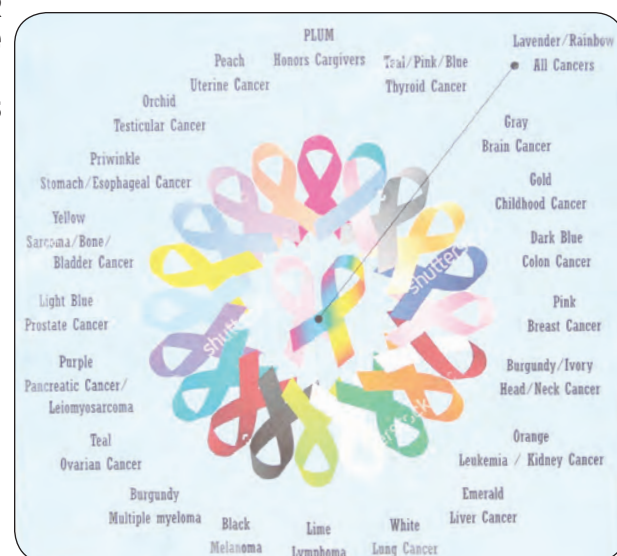 PLUM
Honors Cargivers
Teal/Pink/Blue
Thyroid Cancer
Lavender/Rainbow
All Cancers
Gray
Brain Cancer
Gold
Childhood Cancer
Dark Blue
Colon Cancer
Pink
Breast Cancer
Burgundy/Ivory
Head/Neck Cancer
Orange
Leukemia / Kidney Cancer
Emerald
Liver Cancer
White
Lung Cancer
Lime
Lymphoma
Black
Melanoma
Burgundy
Multiple myeloma
Teal
Ovarian Cancer
Purple
Pancreatic Cancer/
Leiomyosarcoma
Light Blue
Prostate Cancer
Yellow
Sarcoma/Bone/
Bladder Cancer
Priwinkle
Stomach/Esophageal Cancer
Orchid
Testicular Cancer
Peach
Uterine Cancer